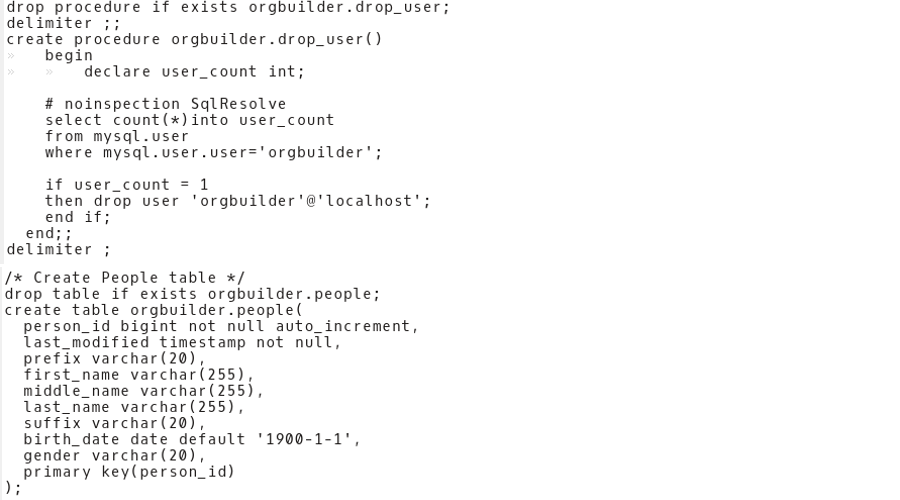 drop procedure if exists orgbuilder.drop_user;
delimiter ;;
create procedure orgbuilder.drop_user()
» begin
» » declare user_count int;
# noinspection SqlResolve
select count(*)into user_count
from mysql.user
where mysql.user.user='orgbuilder';
if user_count = 1
then drop user 'orgbuilder'@'localhost';
end if;
end;;
delimiter ;
/* Create People table */
drop table if exists orgbuilder.people;
create table orgbuilder.people(
person_id bigint not null auto_increment,
last_modified timestamp not null,
prefix varchar(20),
first_name varchar(255),
middle_name varchar(255),
last_name varchar(255),
suffix varchar(20),
birth_date date default '1900-1-1',
gender varchar(20),
primary key(person_id)
);